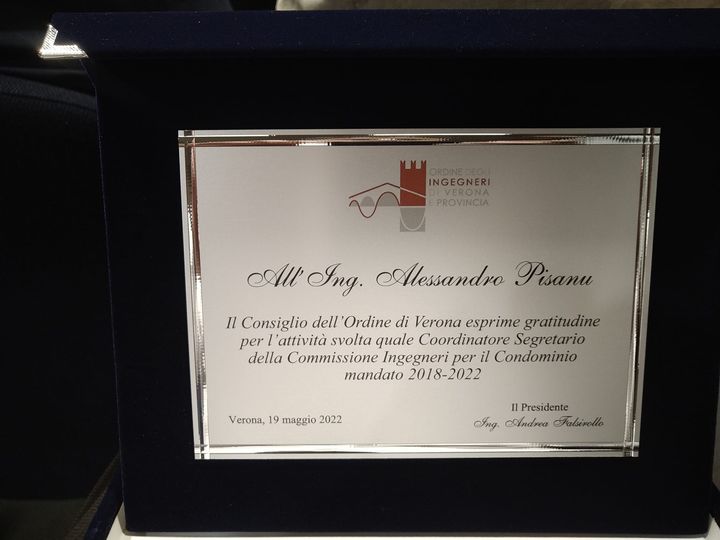 ORDINE DEGLI
INGEGNERI
DI VERONA
E PROVINCIA
All' Ing. Alessandro Pisanu
Il Consiglio dell'Ordine di Verona esprime gratitudine
per l'attività svolta quale Coordinatore Segretario
della Commissione Ingegneri per il Condominio
mandato 2018-2022
Verona, 19 maggio 2022
Il Presidente
Ing. Andrea Falsirollo